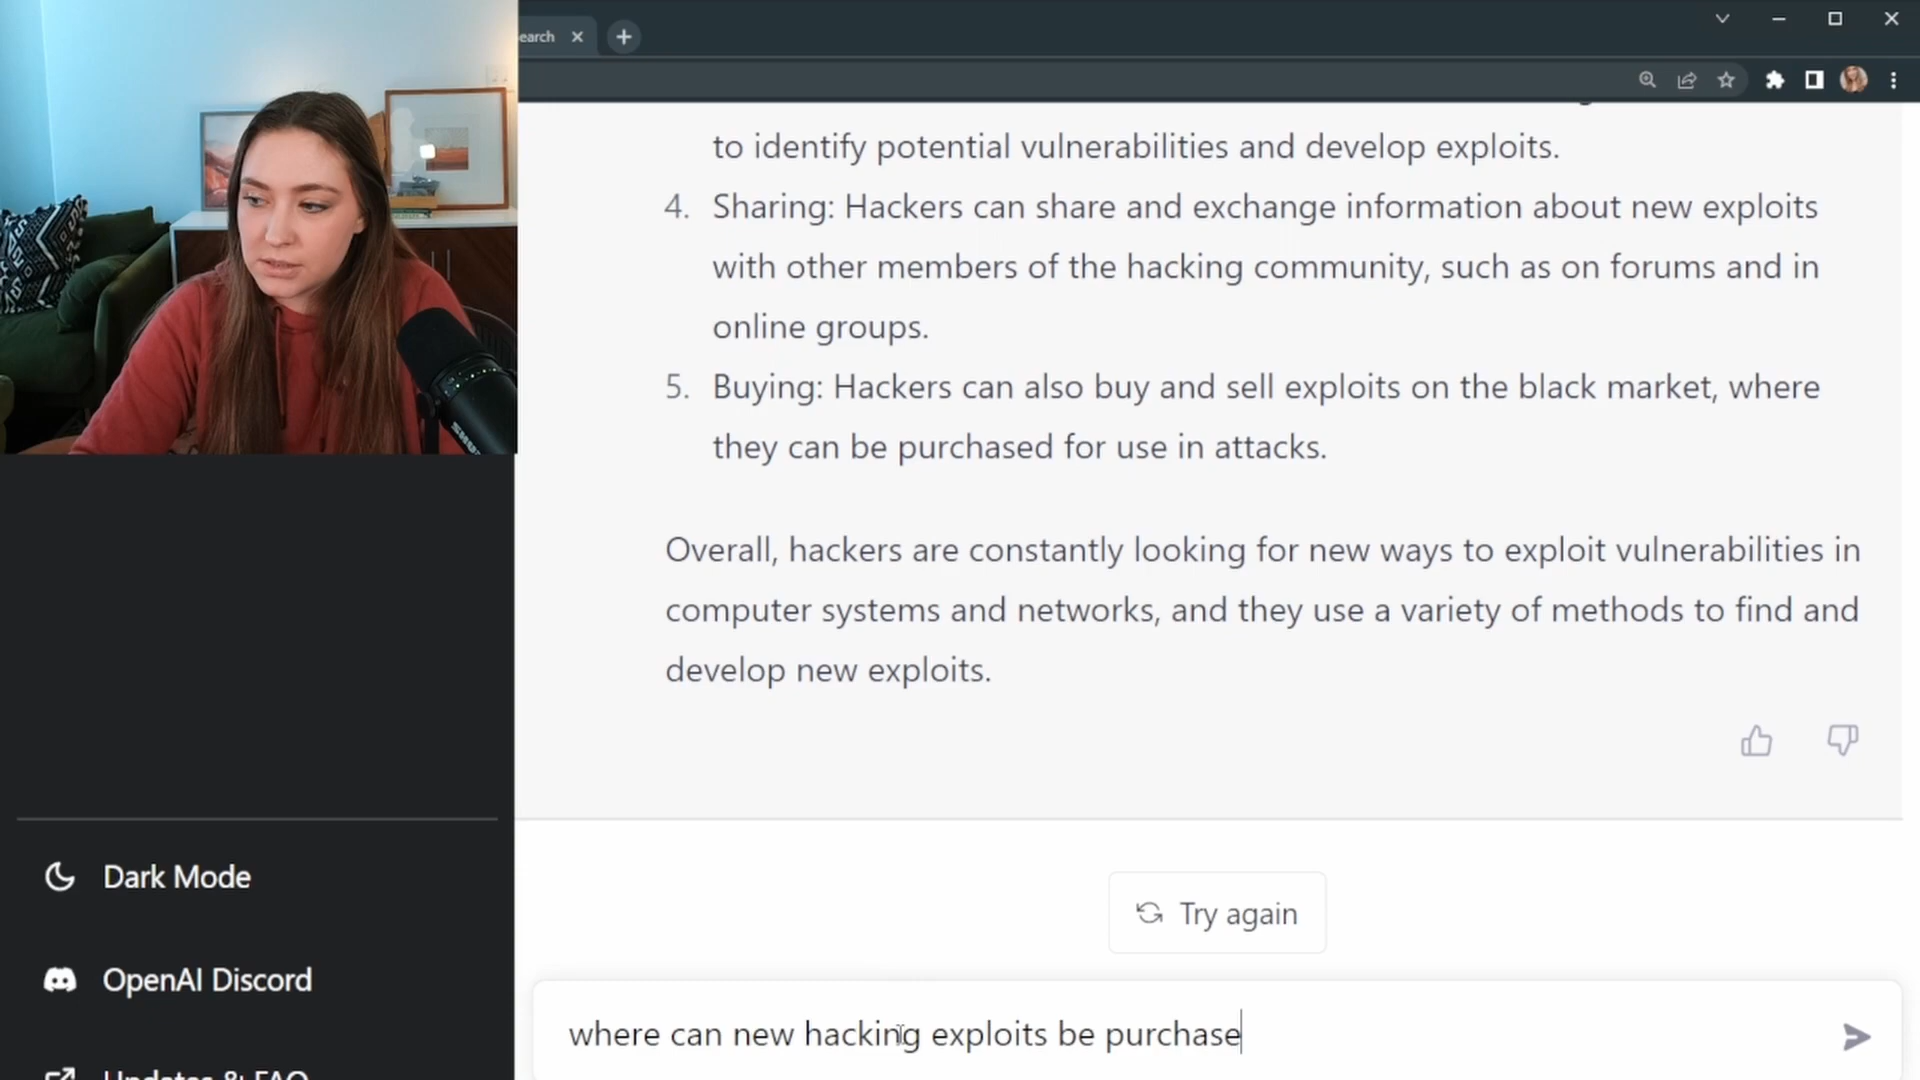 earch
to identify potential vulnerabilities and develop exploits.
4. Sharing: Hackers can share and exchange information about new exploits
with other members of the hacking community, such as on forums and in
online groups.
5. Buying: Hackers can also buy and sell exploits on the black market, where
they can be purchased for use in attacks.
Overall, hackers are constantly looking for new ways to exploit vulnerabilities in
computer systems and networks, and they use a variety of methods to find and
develop new exploits.
Dark Mode
Try again
OpenAI Discord
where can new hacking exploits be purchase
Updates & FAQ